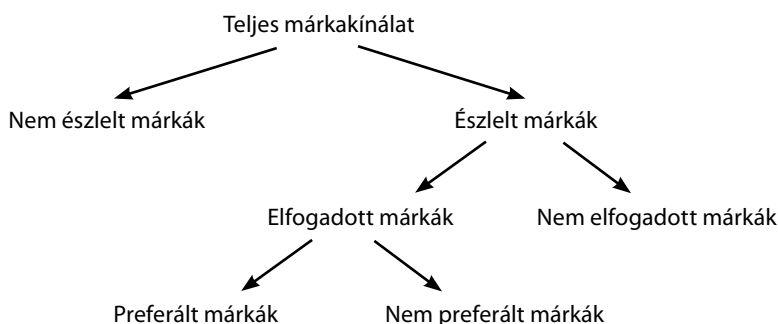 Teljes márkakínálat
Nem észlelt márkák
Észlelt márkák
Elfogadott márkák
Nem elfogadott márkák
Preferált márkák
Nem preferált márkák